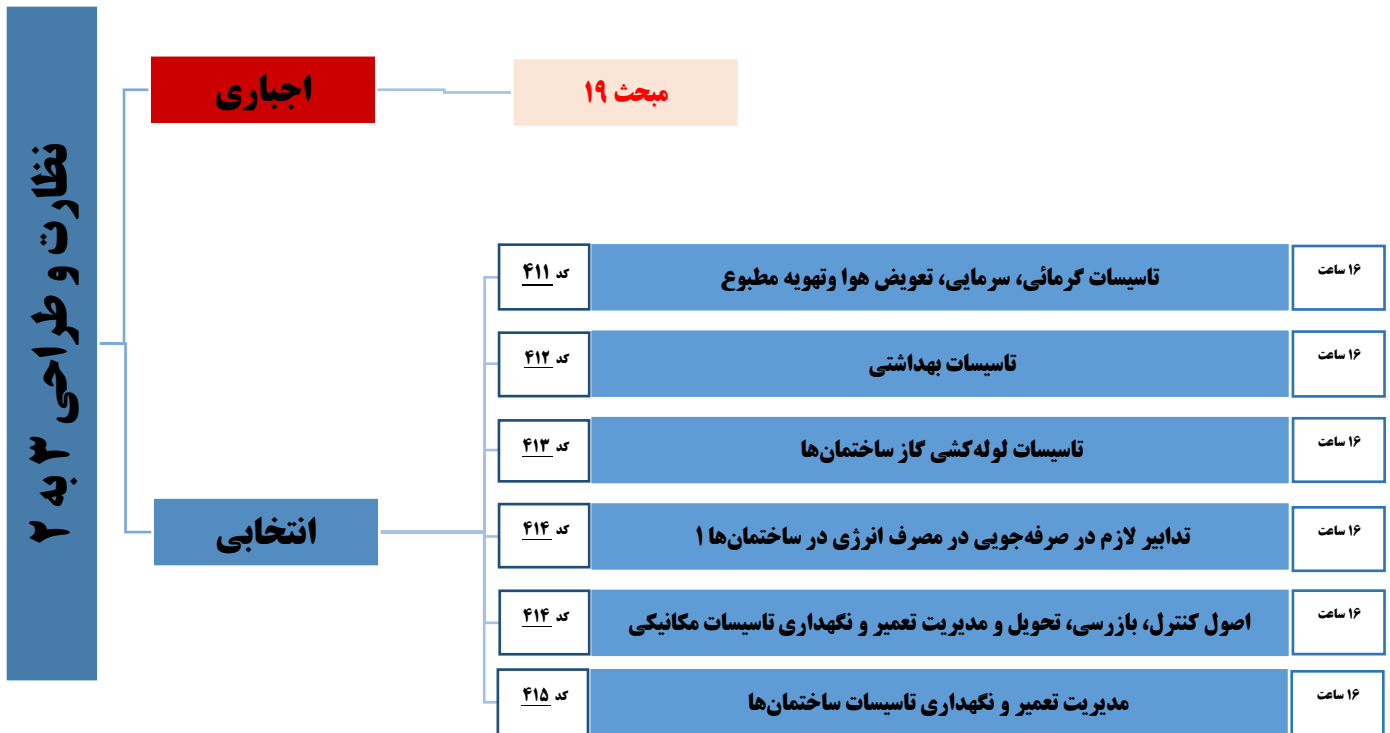 نظارت و طراحی ۳ به ۲
اجباری
مبحث ۱۹
انتخابی
کد ۴۱۱
تاسیسات گرمائی، سرمایی، تعویض هوا وتهویه مطبوع
۱۶ ساعت
کد ۴۱۲
تاسیسات بهداشتی
۱۶ ساعت
کد ۴۱۳
تاسیسات لوله‌کشی گاز ساختمان‌ها
۱۶ ساعت
کد ۴۱۴
تدابیر لازم در صرفه‌جویی در مصرف انرژی در ساختمان‌ها ۱
۱۶ ساعت
کد ۴۱۴
اصول کنترل، بازرسی، تحویل و مدیریت تعمیر و نگهداری تاسیسات مکانیکی
۱۶ ساعت
کد ۴۱۵
مدیریت تعمیر و نگهداری تاسیسات ساختمان‌ها
۱۶ ساعت